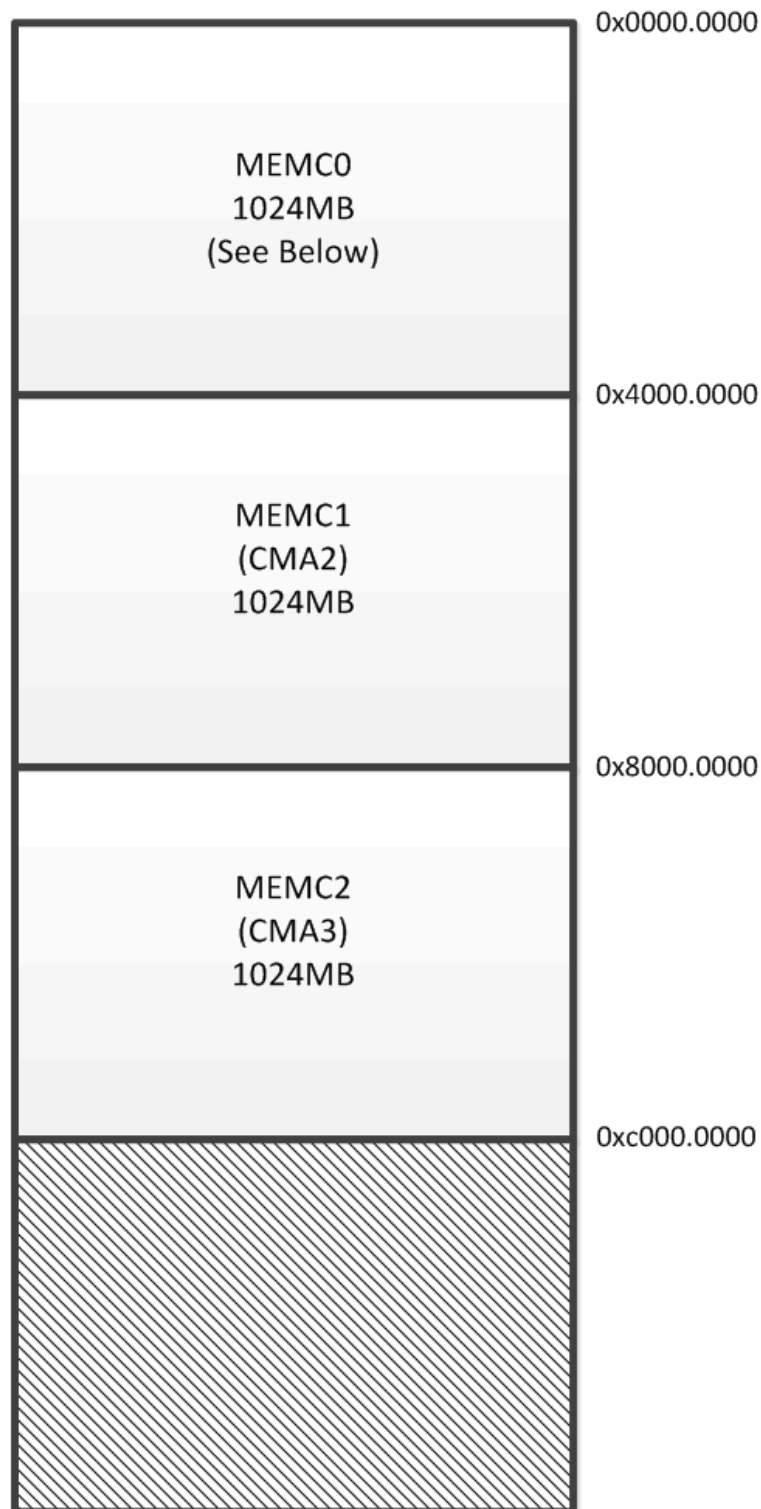 0x0000.0000
MEMC0
1024MB
(See Below)
0x4000.0000
MEMC1
(CMA2)
1024MB
0x8000.0000
MEMC2
(CMA3)
1024MB
0xc000.0000